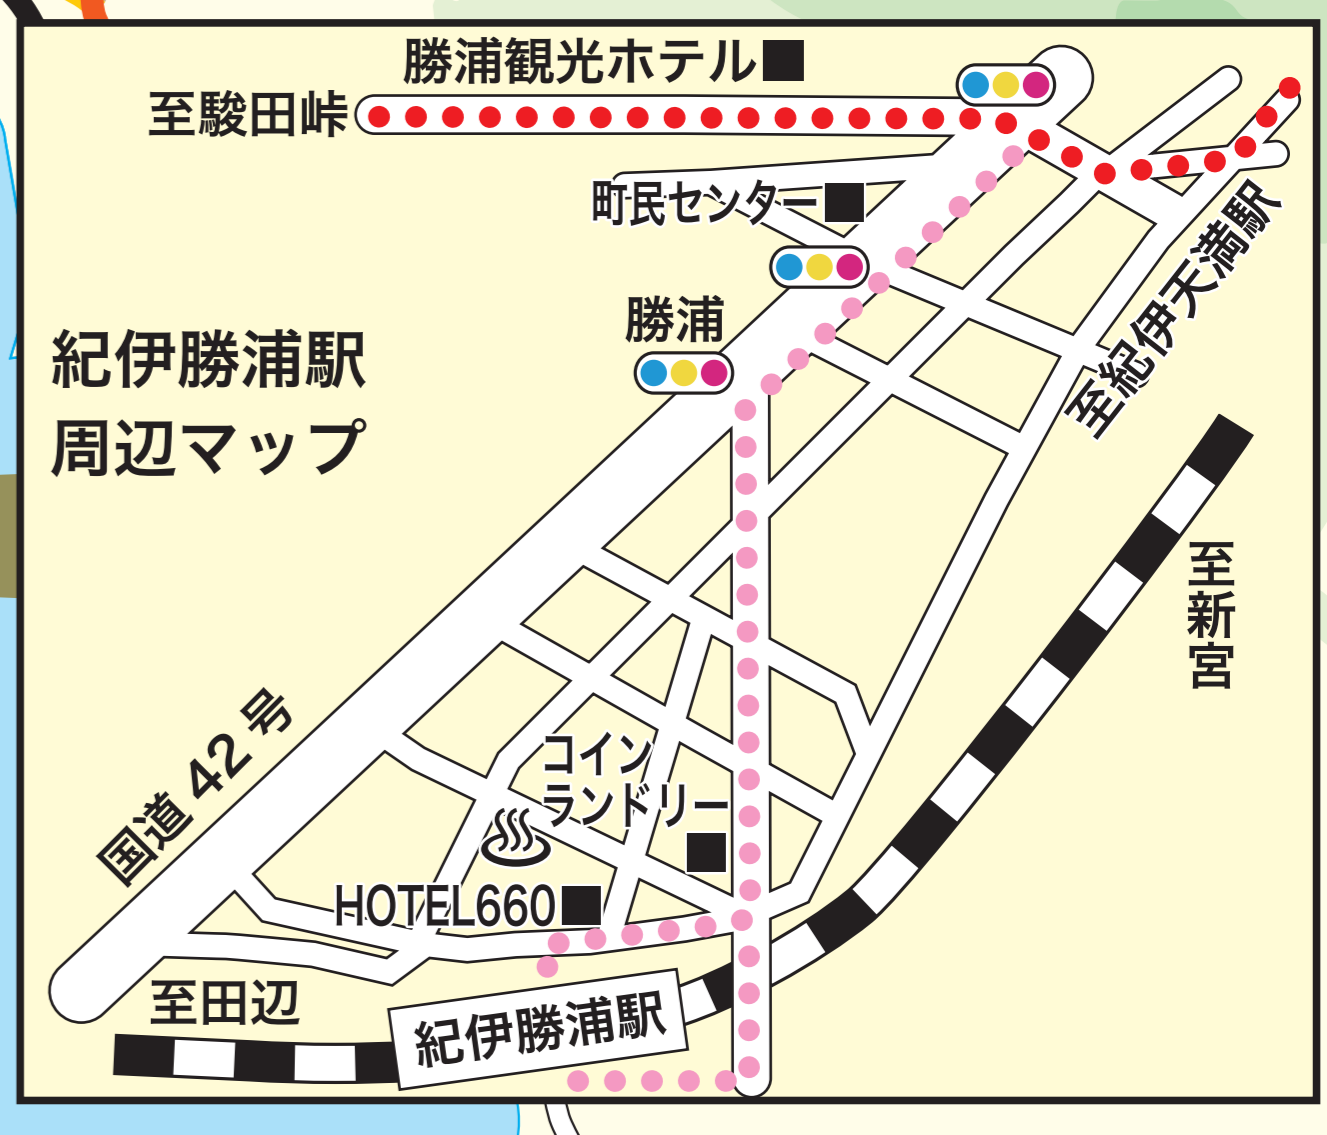 勝浦観光ホテル
至駿田峠
町民センター
勝浦
紀伊勝浦駅
周辺マップ
至紀伊天満駅
至新宮
国道42号
コイン
ランドリー
HOTEL660
至田辺
紀伊勝浦駅